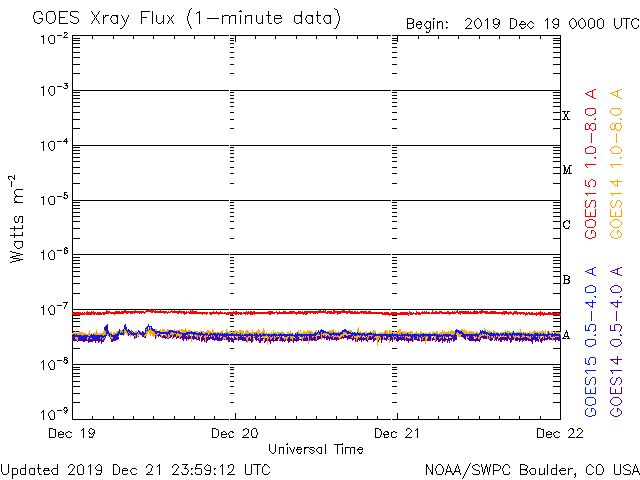 GOES Xray Flux (1-minute data)
Begin: 2019 Dec 19 0000 UTC
10⁻²
10⁻³
10⁻⁴
10⁻⁵
10⁻⁶
10⁻⁷
10⁻⁸
10⁻⁹
Watts m⁻²
X
M
C
B
A
GOES15 1.0-8.0 A
GOES14 1.0-8.0 A
GOES15 0.5-4.0 A
GOES14 0.5-4.0 A
Dec 19 Dec 20 Dec 21 Dec 22
Universal Time
Updated 2019 Dec 21 23:59:12 UTC
NOAA/SWPC Boulder, CO USA